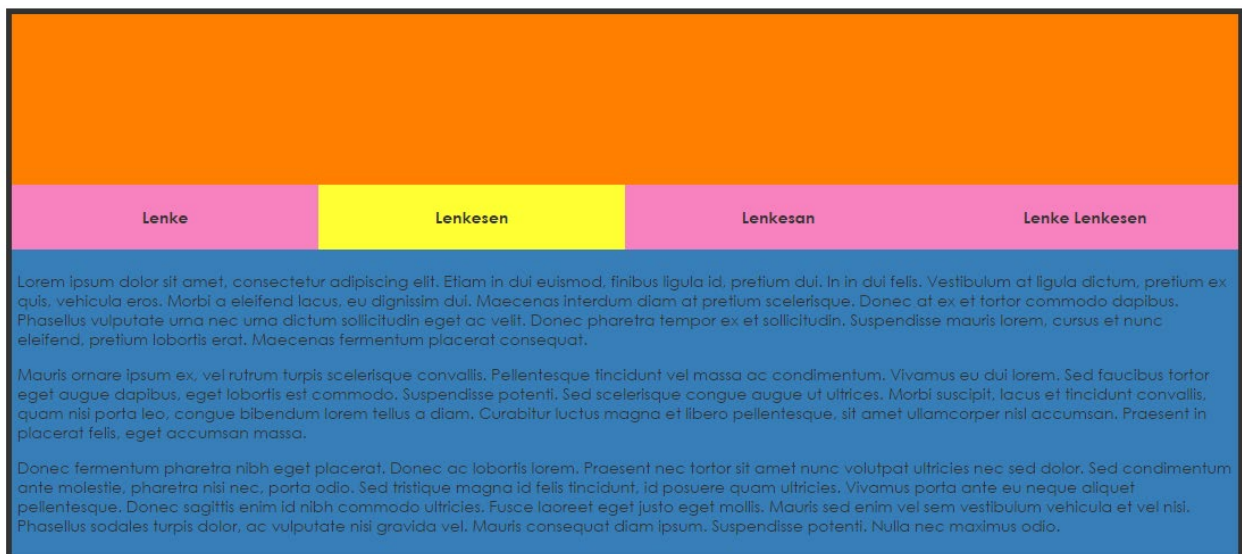 Lenke Lenkesen Lenkesan Lenke Lenkesen
Lorem ipsum dolor sit amet, consectetur adipiscing elit. Etiam in dui euismod, finibus ligula id, pretium dui. In in dui felis. Vestibulum at ligula dictum, pretium ex
quis, vehicula eros. Morbi a eleifend lacus, eu dignissim dui. Maecenas interdum diam at pretium scelerisque. Donec at ex et tortor commodo dapibus.
Phasellus vulputate urna nec urna dictum sollicitudin eget ac velit. Donec pharetra tempor ex et sollicitudin. Suspendisse mauris lorem, cursus et nunc
eleifend, pretium lobortis erat. Maecenas fermentum placerat consequat.
Mauris ornare ipsum ex, vel rutrum turpis scelerisque convallis. Pellentesque tincidunt vel massa ac condimentum. Vivamus eu dui lorem. Sed faucibus tortor
eget augue dapibus, eget lobortis est commodo. Suspendisse potenti. Sed scelerisque congue augue ut ultrices. Morbi suscipit, lacus et tincidunt convallis,
quam nisi porta leo, congue bibendum lorem tellus a diam. Curabitur luctus magna et libero pellentesque, sit amet ullamcorper nisl accumsan. Praesent in
placerat felis, eget accumsan massa.
Donec fermentum pharetra nibh eget placerat. Donec ac lobortis lorem. Praesent nec tortor sit amet nunc volutpat ultricies nec sed dolor. Sed condimentum
ante molestie, pharetra nisi nec, porta odio. Sed tristique magna id felis tincidunt, id posuere quam ultricies. Vivamus porta ante eu neque aliquet
pellentesque. Donec sagittis enim id nibh commodo ultricies. Fusce laoreet eget justo eget mollis. Mauris sed enim vel sem vestibulum vehicula et vel nisi.
Phasellus sodales turpis dolor, ac vulputate nisi gravida vel. Mauris consequat diam ipsum. Suspendisse potenti. Nulla nec maximus odio.